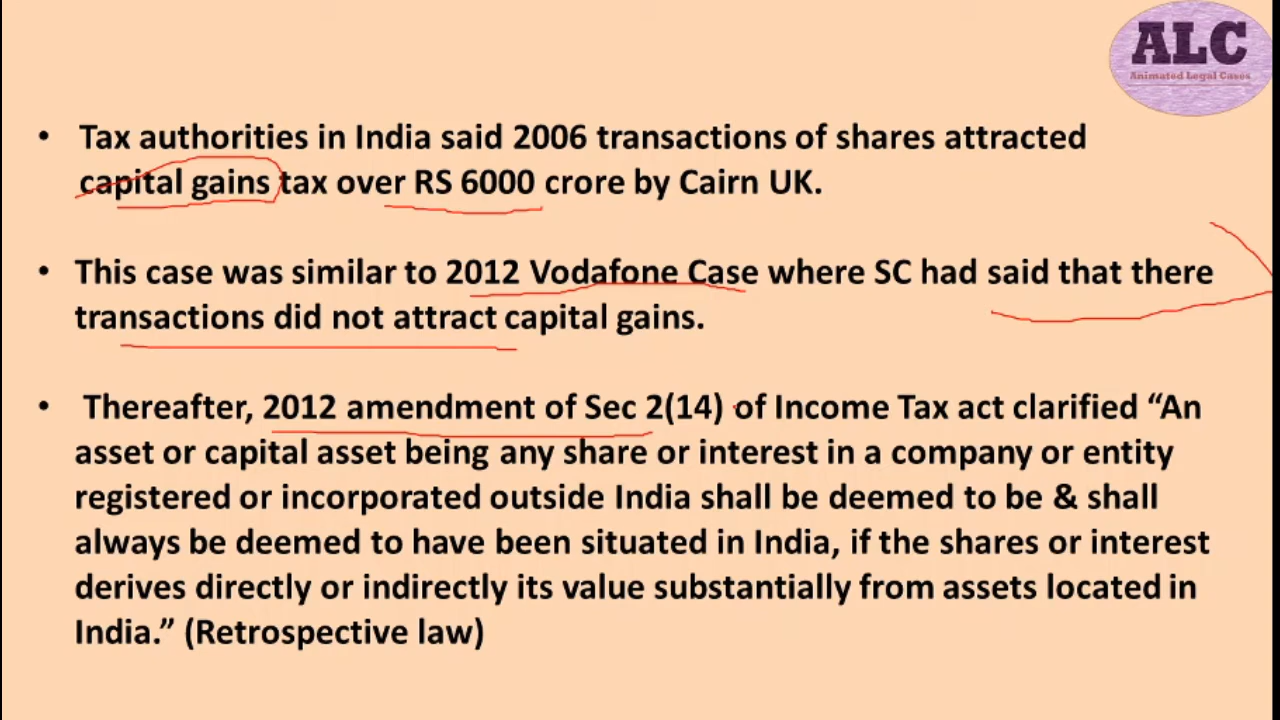 ALC
Animated Legal Cases
• Tax authorities in India said 2006 transactions of shares attracted
capital gains tax over RS 6000 crore by Cairn UK.
• This case was similar to 2012 Vodafone Case where SC had said that there
transactions did not attract capital gains.
• Thereafter, 2012 amendment of Sec 2(14) of Income Tax act clarified “An
asset or capital asset being any share or interest in a company or entity
registered or incorporated outside India shall be deemed to be & shall
always be deemed to have been situated in India, if the shares or interest
derives directly or indirectly its value substantially from assets located in
India.” (Retrospective law)